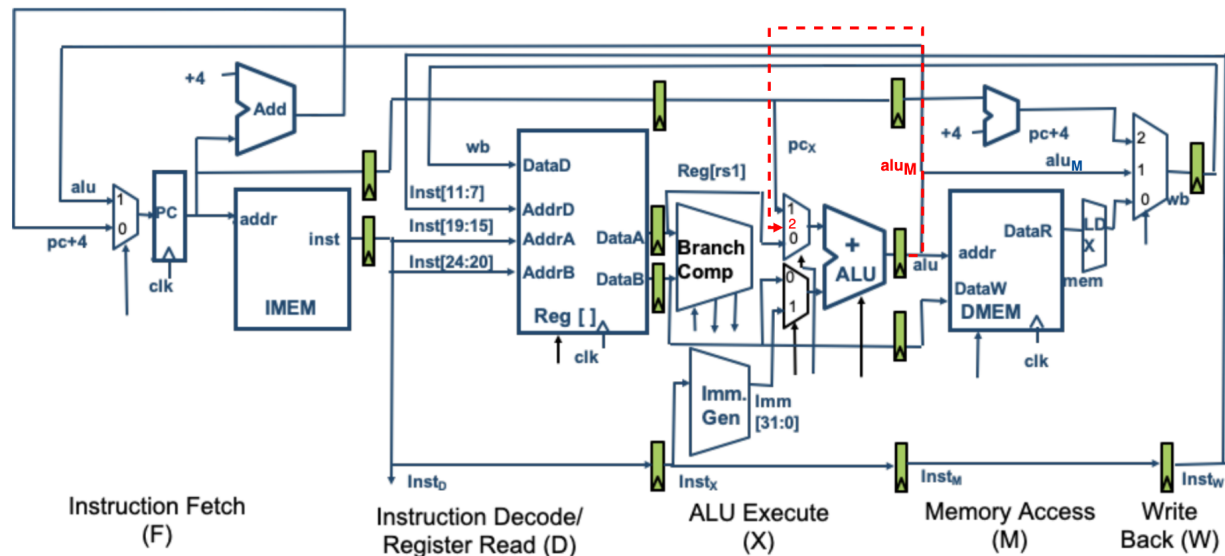 +4
Add
alu
pc+4
1
0
PC
clk
addr
inst
IMEM
wb
Inst[11:7]
Inst[19:15]
Inst[24:20]
DataD
AddrD
AddrA
AddrB
DataA
DataB
Reg [ ]
clk
Reg[rs1]
Branch
Comp
pcX
1
2
0
0
1
+
ALU
Imm.
Gen
Imm
[31:0]
aluM
alu
addr
DataR
DataW
DMEM
clk
LD
X
mem
+4
pc+4
aluM
2
1
0
wb
InstD
InstX
InstM
InstW
Instruction Fetch
(F)
Instruction Decode/
Register Read (D)
ALU Execute
(X)
Memory Access
(M)
Write
Back (W)